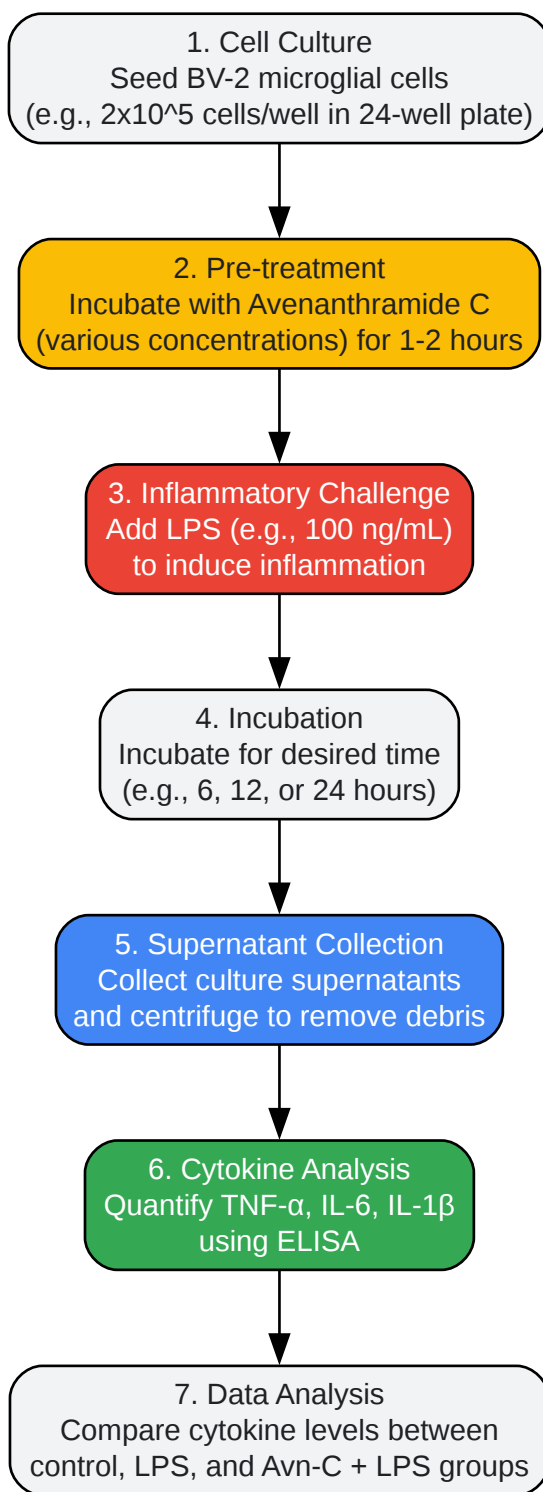 1. Cell Culture
Seed BV-2 microglial cells
(e.g., 2x10^5 cells/well in 24-well plate)
2. Pre-treatment
Incubate with Avenanthramide C
(various concentrations) for 1-2 hours
3. Inflammatory Challenge
Add LPS (e.g., 100 ng/mL)
to induce inflammation
4. Incubation
Incubate for desired time
(e.g., 6, 12, or 24 hours)
5. Supernatant Collection
Collect culture supernatants
and centrifuge to remove debris
6. Cytokine Analysis
Quantify TNF-α, IL-6, IL-1β
using ELISA
7. Data Analysis
Compare cytokine levels between
control, LPS, and Avn-C + LPS groups